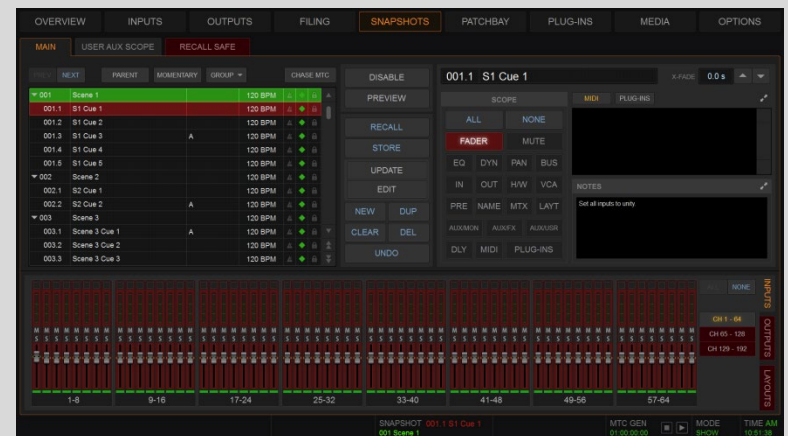 OVERVIEW INPUTS OUTPUTS FILING SNAPSHOTS PATCHBAY PLUG-INS MEDIA OPTIONS
MAIN USER AUX SCOPE RECALL SAFE
PREV NEXT PARENT MOMENTARY GROUP CHASE MTC
001 Scene 1 120 BPM
001.1 S1 Cue 1 120 BPM
001.2 S1 Cue 2 120 BPM
001.3 S1 Cue 3 A 120 BPM
001.4 S1 Cue 4 120 BPM
001.5 S1 Cue 5 120 BPM
002 Scene 2 120 BPM
002.1 S2 Cue 1 120 BPM
002.2 S2 Cue 2 A 120 BPM
003 Scene 3 120 BPM
003.1 Scene 3 Cue 1 A 120 BPM
003.2 Scene 3 Cue 2 120 BPM
003.3 Scene 3 Cue 3 120 BPM
DISABLE
PREVIEW
RECALL
STORE
UPDATE
EDIT
NEW DUP
CLEAR DEL
UNDO
001.1 S1 Cue 1 X-FADE 0.0 s
SCOPE
ALL NONE
FADER MUTE
EQ DYN PAN BUS
IN OUT H/W VCA
PRE NAME MTX LAYT
AUX/MON AUX/FX AUX/USR
DLY MIDI PLUG-INS
MIDI PLUG-INS
NOTES
Set all inputs to unity.
M M M M M M M M M M M M M M M M M M M M M M M M M M M M M M M M M M M M M M M M M M M M M M M M M M M M M M M M M M M M M M M M
S S S S S S S S S S S S S S S S S S S S S S S S S S S S S S S S S S S S S S S S S S S S S S S S S S S S S S S S S S S S S S S S
1-8 9-16 17-24 25-32 33-40 41-48 49-56 57-64
ALL NONE
CH 1 - 64
CH 65 - 128
CH 129 - 192
INPUTS
OUTPUTS
LAYOUTS
SNAPSHOT 001.1 S1 Cue 1
001 Scene 1
MTC GEN
01:00:00:00
MODE
SHOW
TIME AM
10:51:36